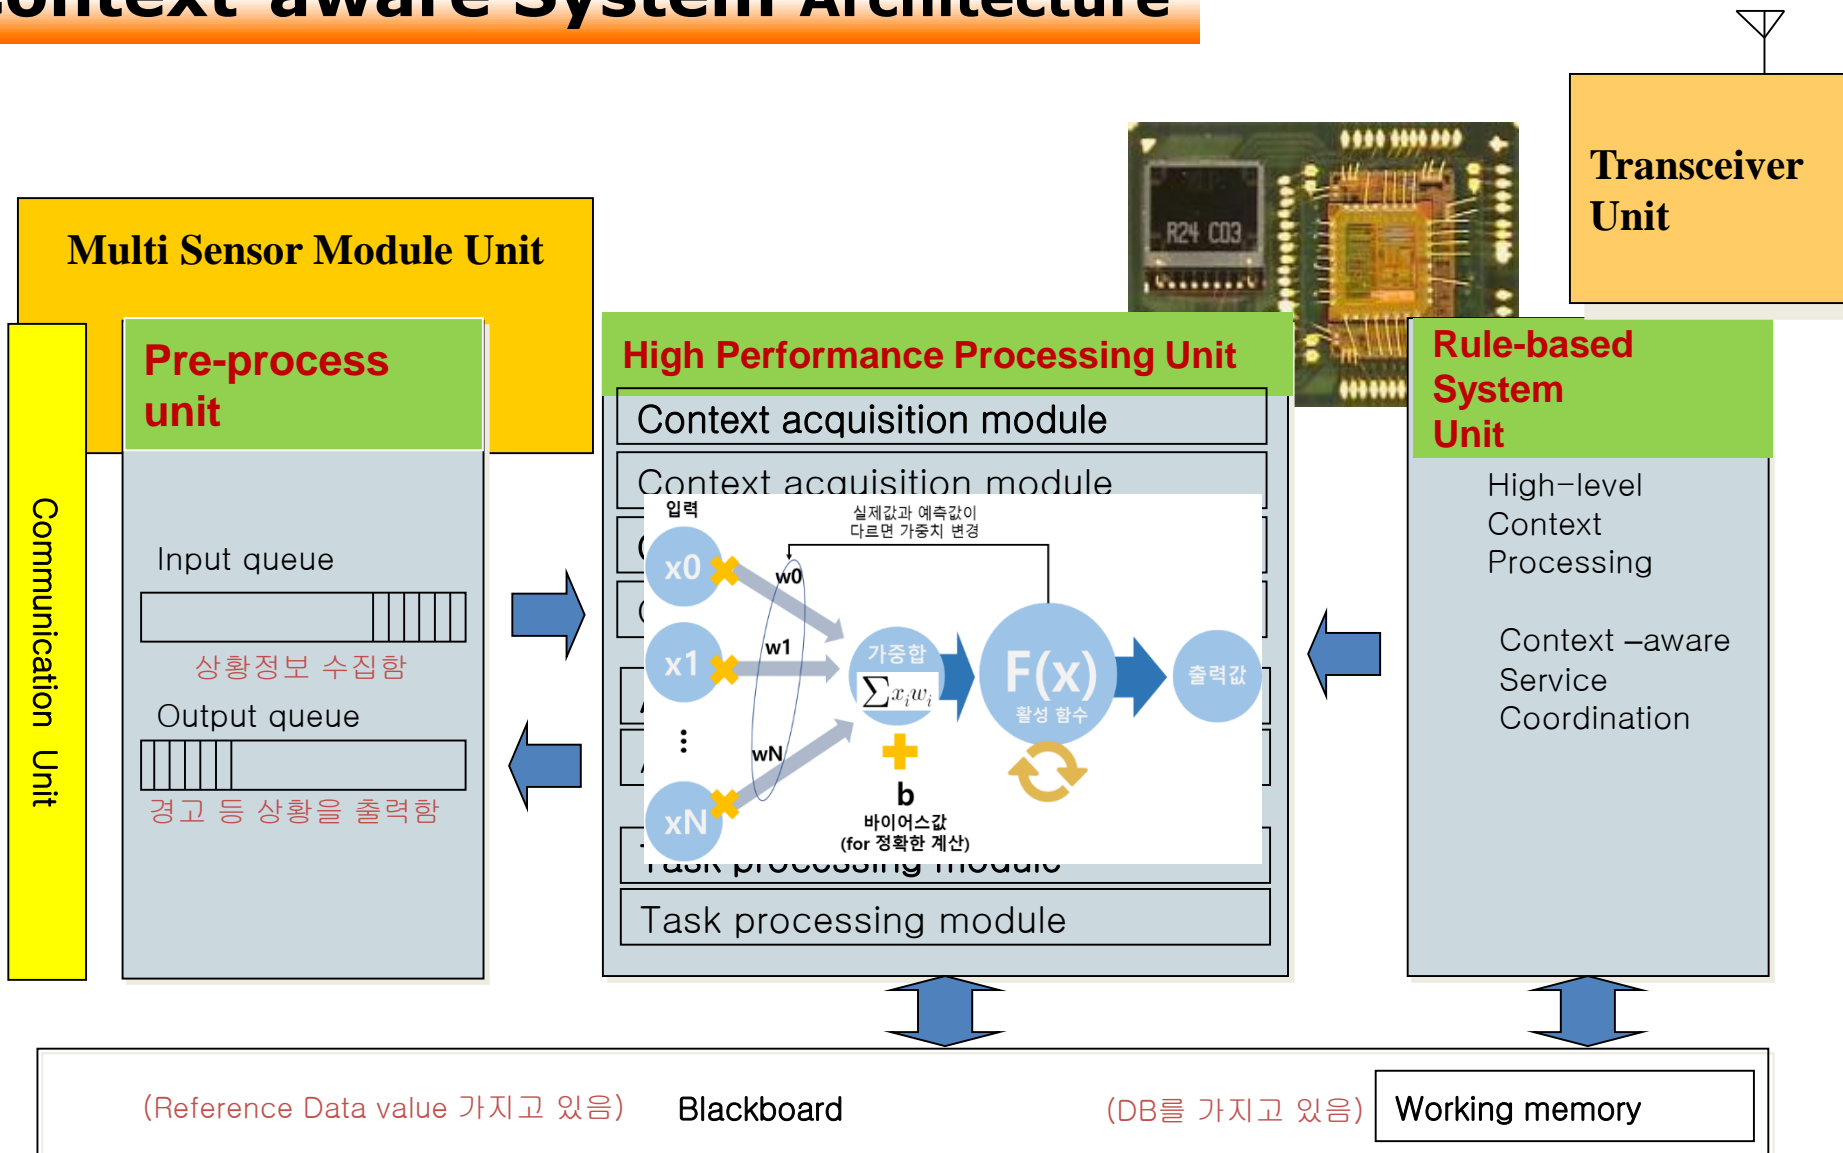 ontext-aware System Architecture
Transceiver
Unit
R24 C03
Multi Sensor Module Unit
Communication Unit
Pre-process
unit
Input queue
상황정보 수집함
Output queue
경고 등 상황을 출력함
High Performance Processing Unit
Context acquisition module
Context acquisition module
입력
실제값과 예측값이
다르면 가중치 변경
x0
w0
x1
w1
가중합
∑x_i w_i
F(x)
활성 함수
출력값
⋮
wN
xN
b
바이어스값
(for 정확한 계산)
Task processing module
Task processing module
Rule-based
System
Unit
High-level
Context
Processing
Context –aware
Service
Coordination
(Reference Data value 가지고 있음)
Blackboard
(DB를 가지고 있음)
Working memory